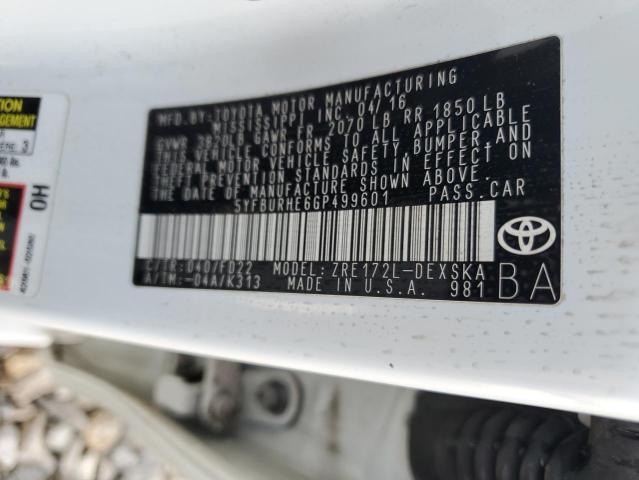 MFD.BY:TOYOTA MOTOR MANUFACTURING
MISSISSIPPI INC. 04/16
GVWR 3820LB GAWR FR 2070 LB RR 1850 LB
THIS VEHICLE CONFORMS TO ALL APPLICABLE
FEDERAL MOTOR VEHICLE SAFETY, BUMPER, AND
THEFT PREVENTION STANDARDS IN EFFECT ON
THE DATE OF MANUFACTURE SHOWN ABOVE.
5YFBURHE6GP499601 PASS.CAR
C/TR: 040/FD22 MODEL: ZRE172L-DEXSKA
A/TM: -04A/K313 MADE IN U.S.A. 981
BA
3
OH